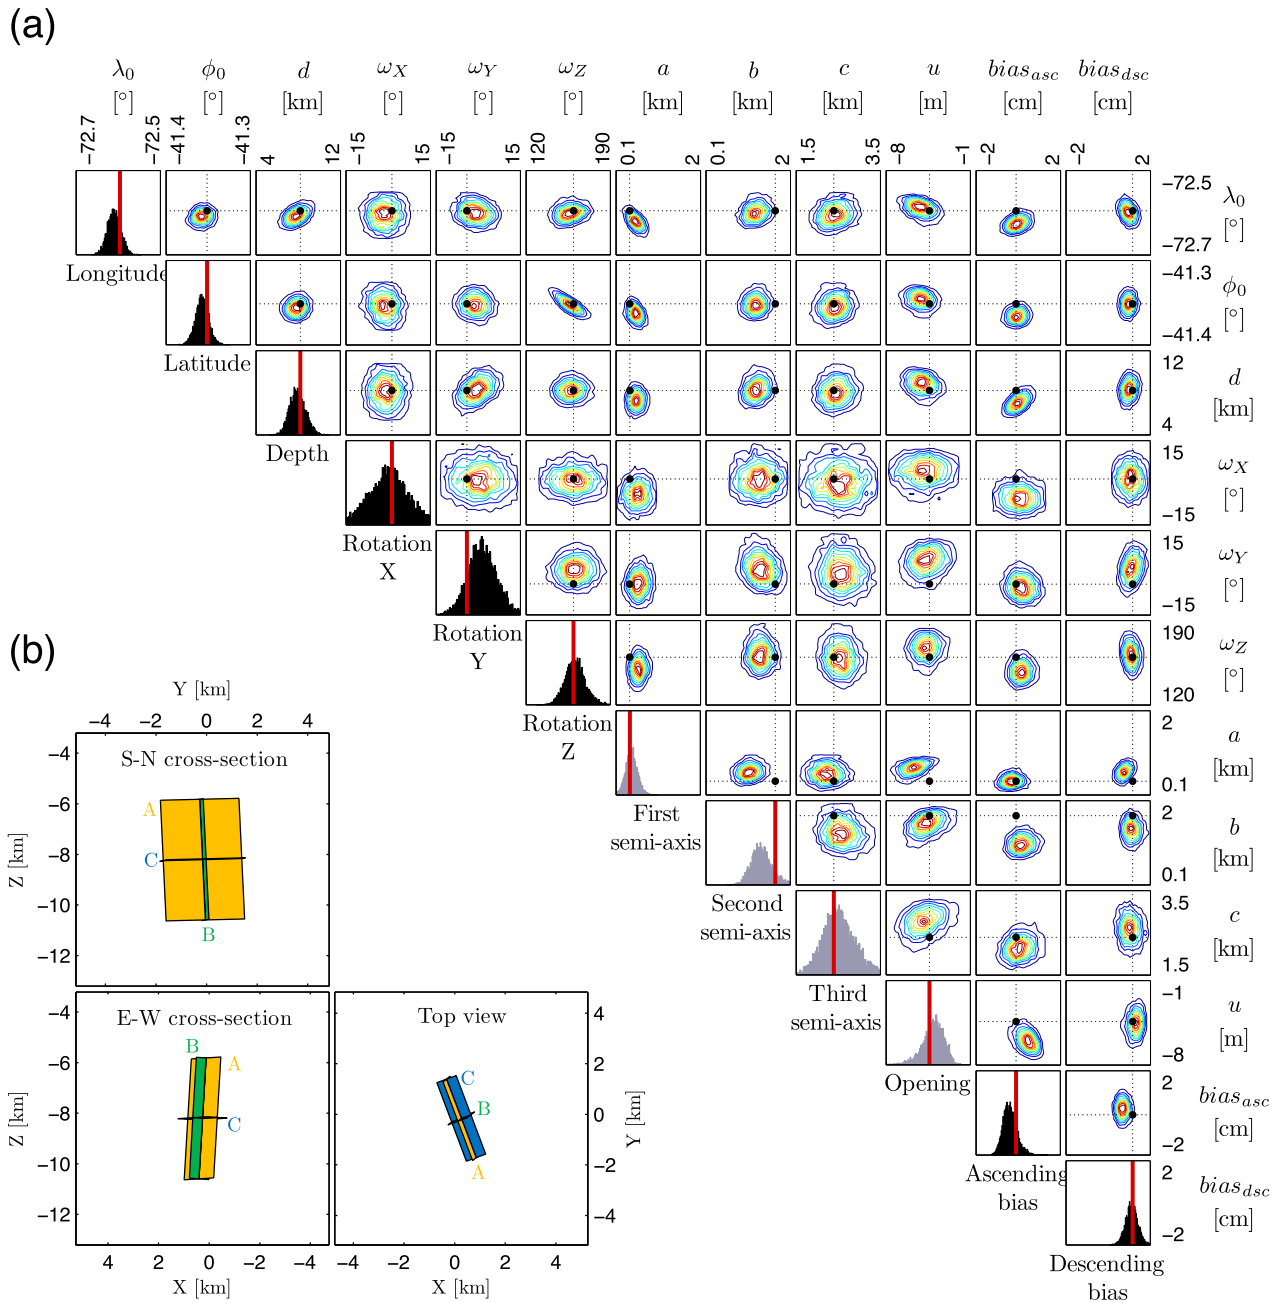 (a)
λ0 ϕ0 d ωX ωY ωZ a b c u biasasc biasdsc
[°] [°] [km] [°] [°] [°] [km] [km] [km] [m] [cm] [cm]
−72.7 −72.5 −41.4 −41.3 4 12 −15 15 −15 15 120 190 0.1 2 0.1 2 1.5 3.5 −8 −1 −2 2 −2 2
−72.5 λ0
[°]
−72.7
Longitude
−41.3 ϕ0
[°]
−41.4
Latitude
12 d
[km]
4
Depth
15 ωX
[°]
−15
Rotation
X
15 ωY
[°]
−15
Rotation
Y
190 ωZ
[°]
120
Rotation
Z
2 a
[km]
0.1
First
semi-axis
2 b
[km]
0.1
Second
semi-axis
3.5 c
[km]
1.5
Third
semi-axis
−1 u
[m]
−8
Opening
2 biasasc
[cm]
−2
Ascending
bias
2 biasdsc
[cm]
−2
Descending
bias
(b)
Y [km]
−4 −2 0 2 4
S-N cross-section
−4
−6
−8
−10
−12
Z [km]
A
C
B
E-W cross-section
−4
−6
−8
−10
−12
Z [km]
B
A
C
4 2 0 −2 −4
X [km]
Top view
C
B
A
4
2
0
−2
−4
Y [km]
−4 −2 0 2 4
X [km]